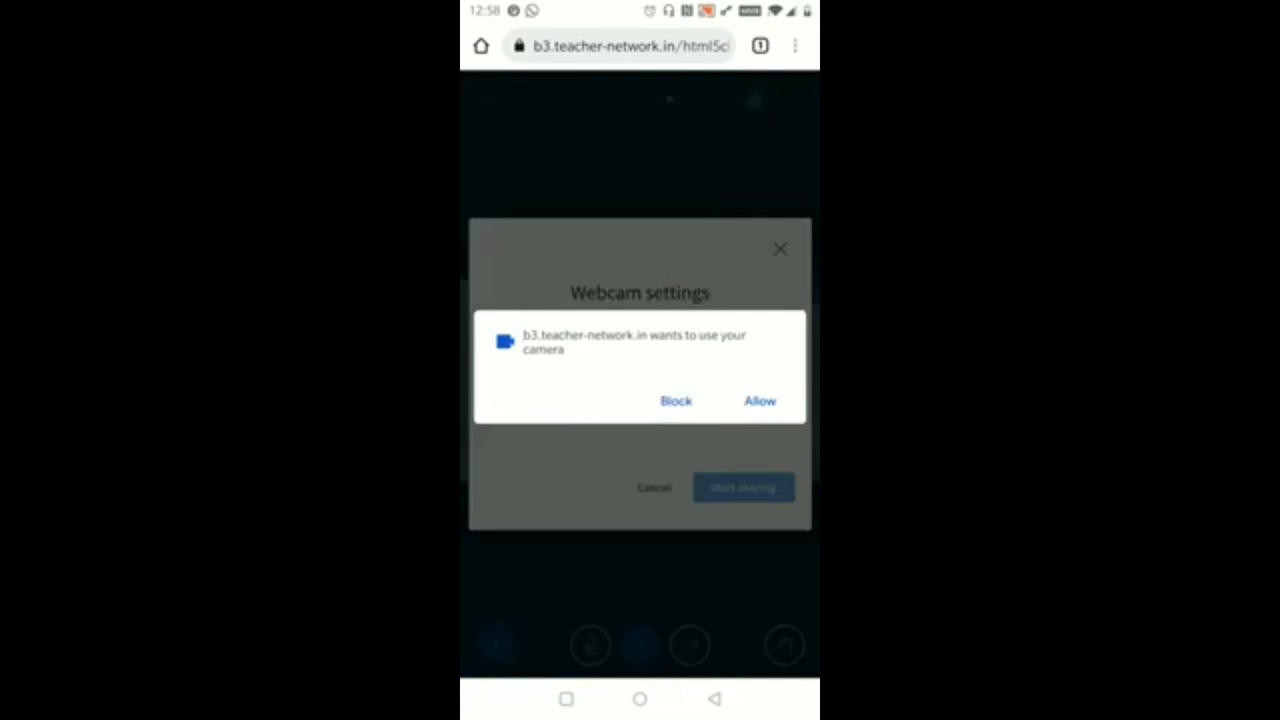 12:58
b3.teacher-network.in/html5cl
1
Webcam settings
b3.teacher-network.in wants to use your
camera
Block Allow
Cancel Start sharing